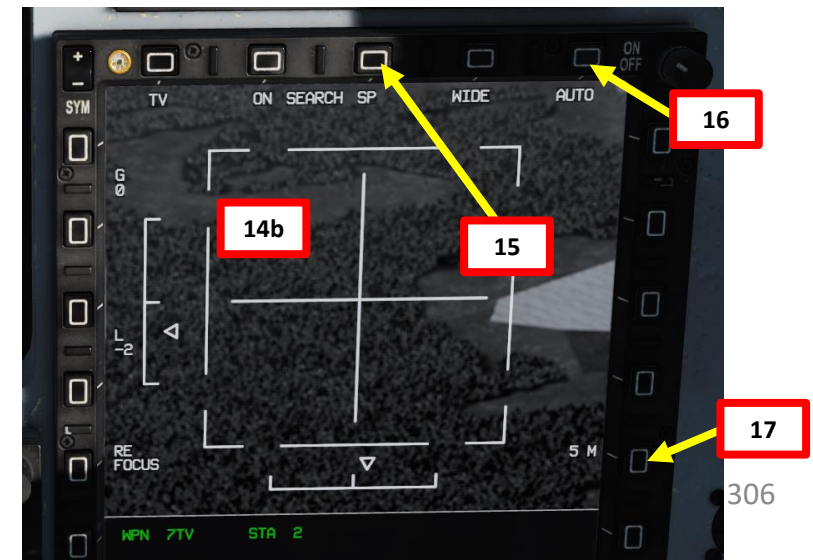 +
ON
OFF
-
SYM
TV ON SEARCH SP WIDE AUTO
16
G
0
14b
15
L
-2
L
RE
FOCUS
5 M
17
306
WPN 7TV STA 2